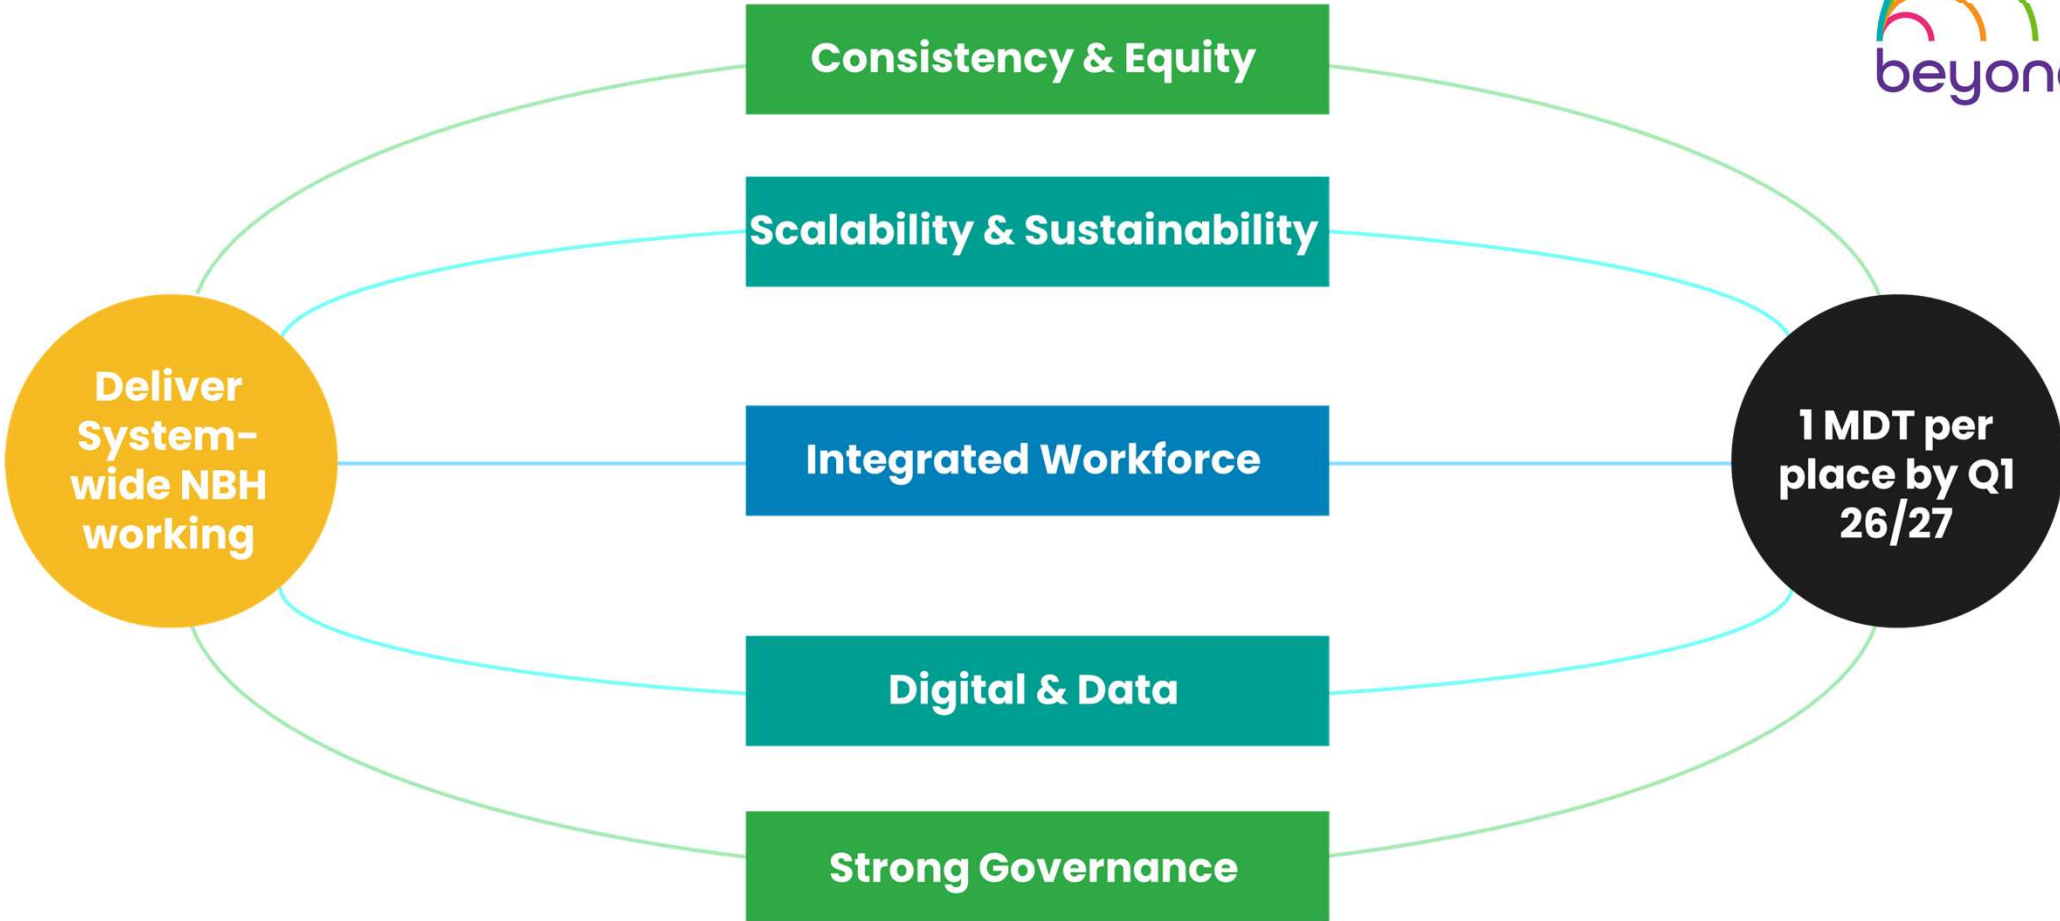 Consistency & Equity
Scalability & Sustainability
Deliver
System-
wide NBH
working
Integrated Workforce
1 MDT per
place by Q1
26/27
Digital & Data
Strong Governance